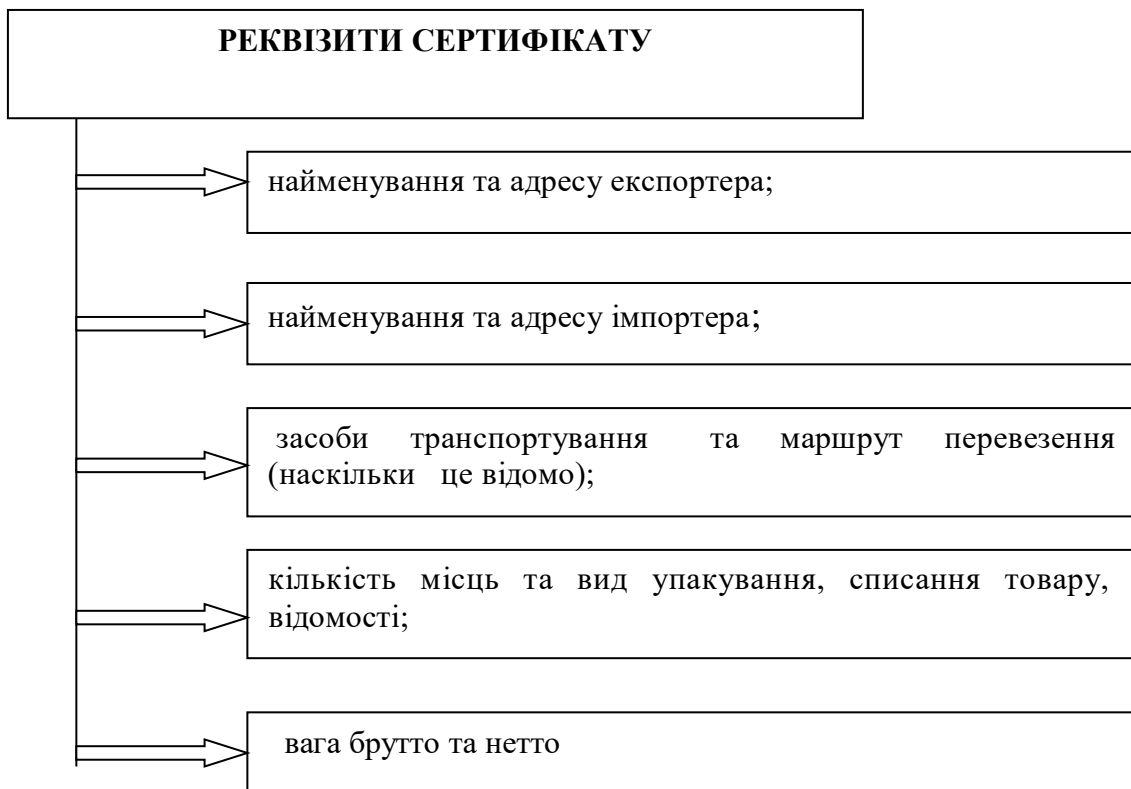 РЕКВІЗИТИ СЕРТИФІКАТУ
найменування та адресу експортера;
найменування та адресу імпортера;
засоби транспортування та маршрут перевезення
(наскільки це відомо);
кількість місць та вид упакування, списання товару,
відомості;
вага брутто та нетто